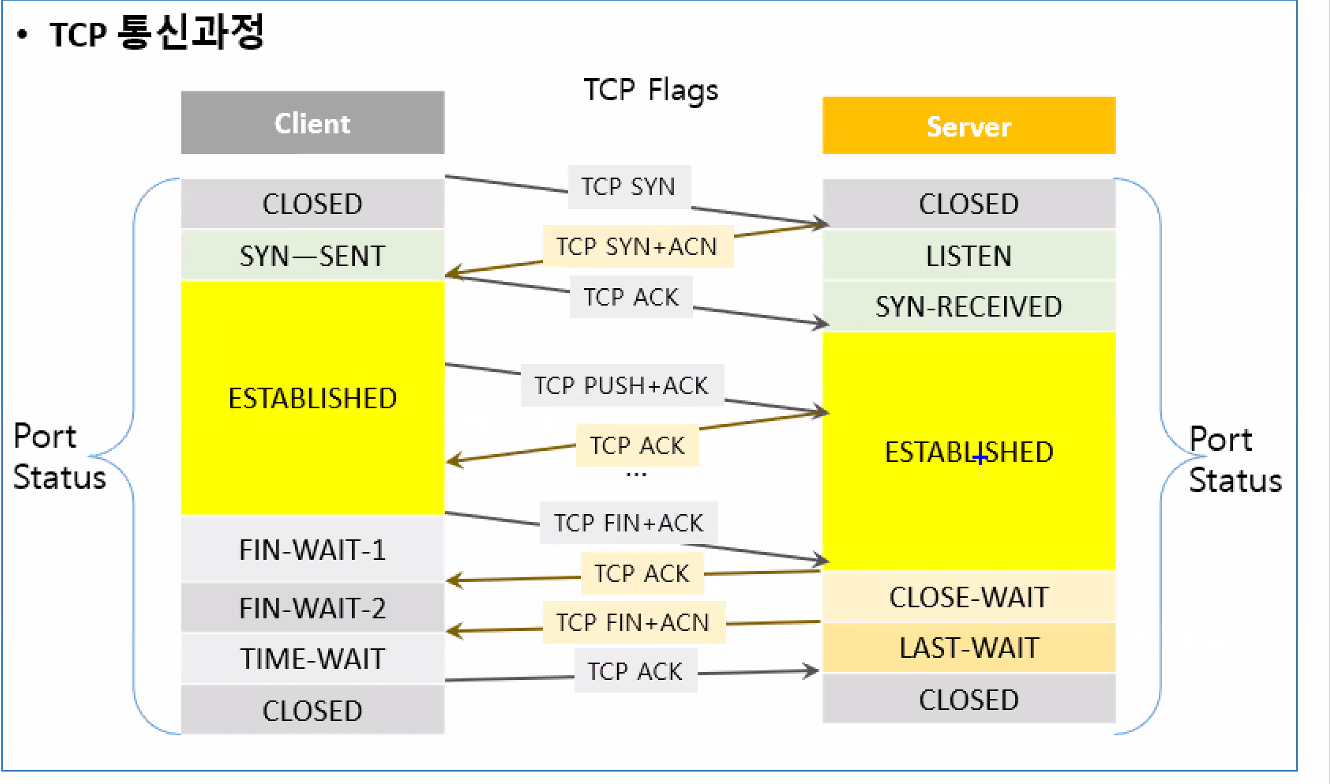 • TCP 통신과정
TCP Flags
Client
Server
CLOSED
SYN—SENT
ESTABLISHED
FIN-WAIT-1
FIN-WAIT-2
TIME-WAIT
CLOSED
Port
Status
TCP SYN
TCP SYN+ACN
TCP ACK
TCP PUSH+ACK
TCP ACK
...
TCP FIN+ACK
TCP ACK
TCP FIN+ACN
TCP ACK
CLOSED
LISTEN
SYN-RECEIVED
ESTABLISHED
CLOSE-WAIT
LAST-WAIT
CLOSED
Port
Status